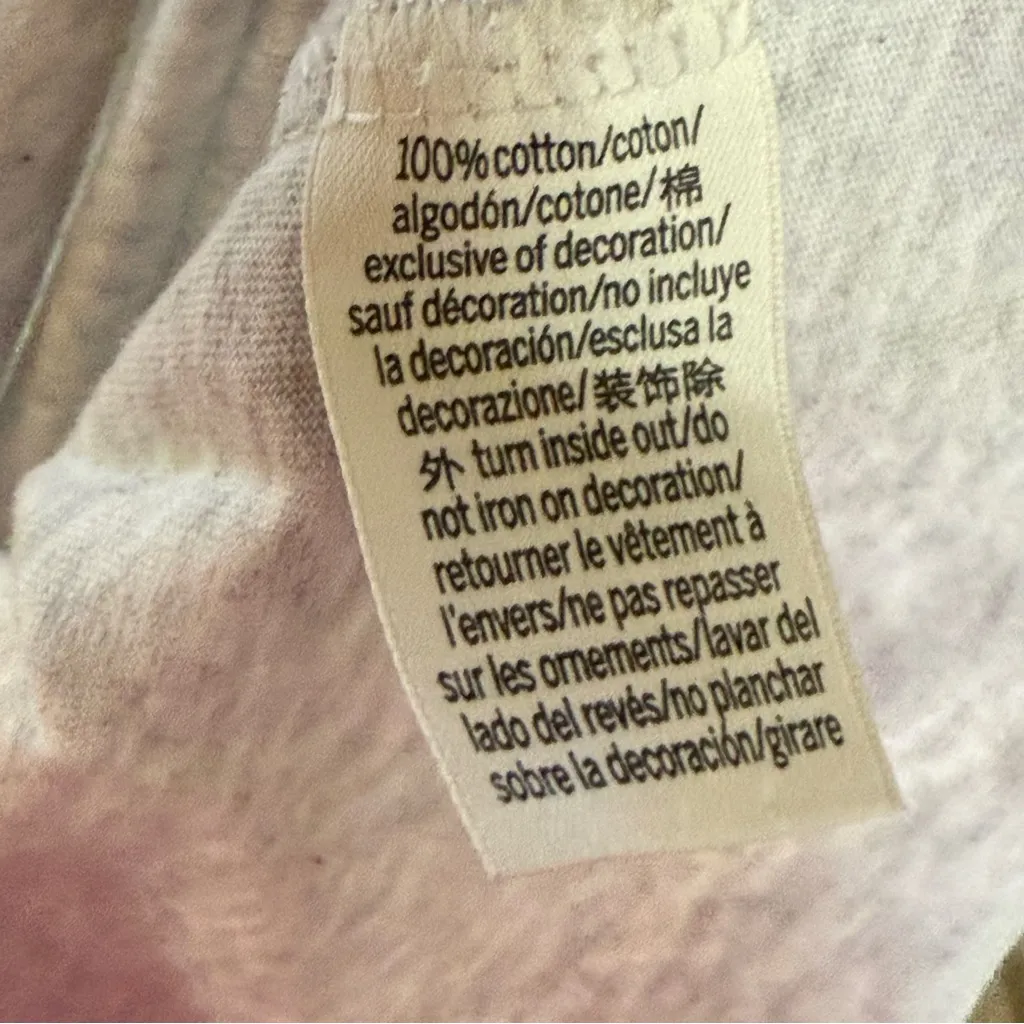 100% cotton/coton/
algodón/cotone/棉
exclusive of decoration/
sauf décoration/no incluye
la decoración/esclusa la
decorazione/装饰除
外 turn inside out/do
not iron on decoration/
retourner le vêtement à
l'envers/ne pas repasser
sur les ornements/lavar del
lado del revés/no planchar
sobre la decoración/girare